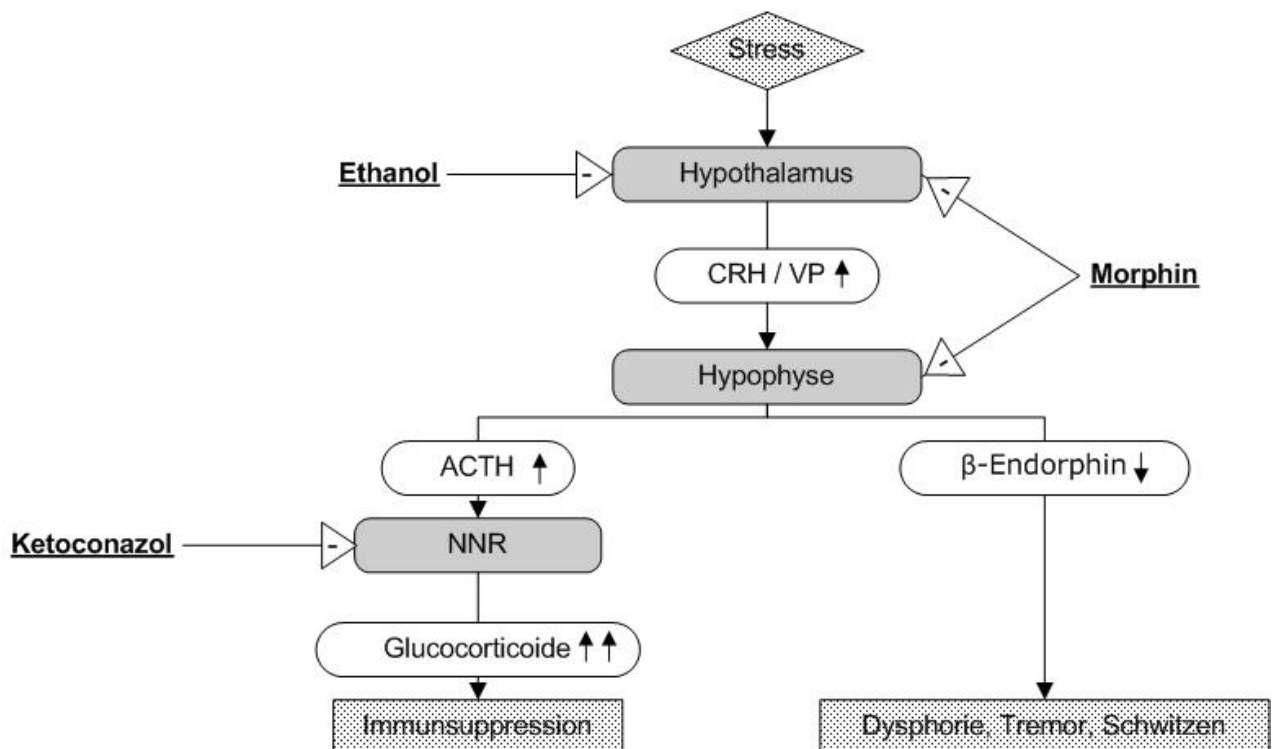 Stress
Ethanol
-
Hypothalamus
-
CRH / VP ↑
Morphin
Hypophyse
-
ACTH ↑
β-Endorphin ↓
Ketoconazol
-
NNR
Glucocorticoide ↑↑
Immunsuppression
Dysphorie, Tremor, Schwitzen